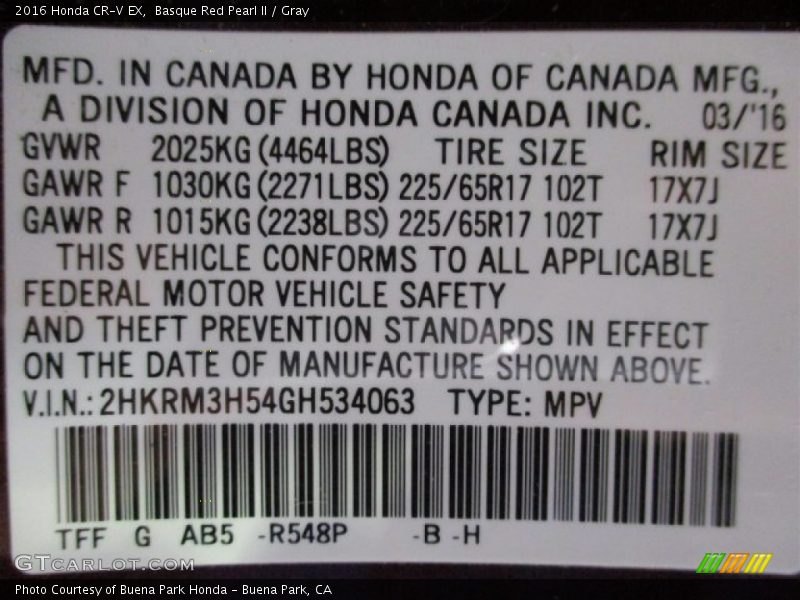 2016 Honda CR-V EX,  Basque Red Pearl II / Gray
MFD. IN CANADA BY HONDA OF CANADA MFG.,
A DIVISION OF HONDA CANADA INC. 03/'16
GVWR 2025KG (4464LBS) TIRE SIZE RIM SIZE
GAWR F 1030KG (2271LBS) 225/65R17 102T 17X7J
GAWR R 1015KG (2238LBS) 225/65R17 102T 17X7J
THIS VEHICLE CONFORMS TO ALL APPLICABLE
FEDERAL MOTOR VEHICLE SAFETY
AND THEFT PREVENTION STANDARDS IN EFFECT
ON THE DATE OF MANUFACTURE SHOWN ABOVE.
V.I.N.: 2HKRM3H54GH534063 TYPE: MPV
TFF G AB5 -R548P -B -H
GTCARLOT.COM
Photo Courtesy of Buena Park Honda - Buena Park, CA